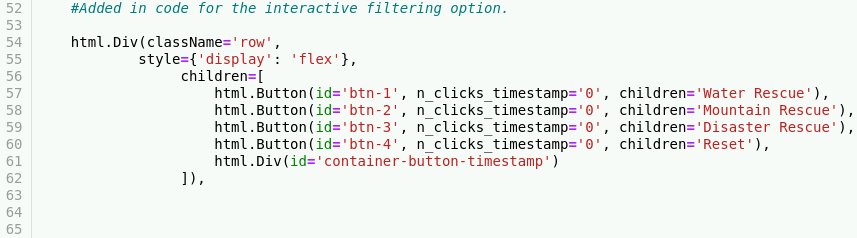 52 #Added in code for the interactive filtering option.
53
54 html.Div(className='row',
55 style={'display': 'flex'},
56 children=[
57 html.Button(id='btn-1', n_clicks_timestamp='0', children='Water Rescue'),
58 html.Button(id='btn-2', n_clicks_timestamp='0', children='Mountain Rescue'),
59 html.Button(id='btn-3', n_clicks_timestamp='0', children='Disaster Rescue'),
60 html.Button(id='btn-4', n_clicks_timestamp='0', children='Reset'),
61 html.Div(id='container-button-timestamp')
62 ]),
63
64
65